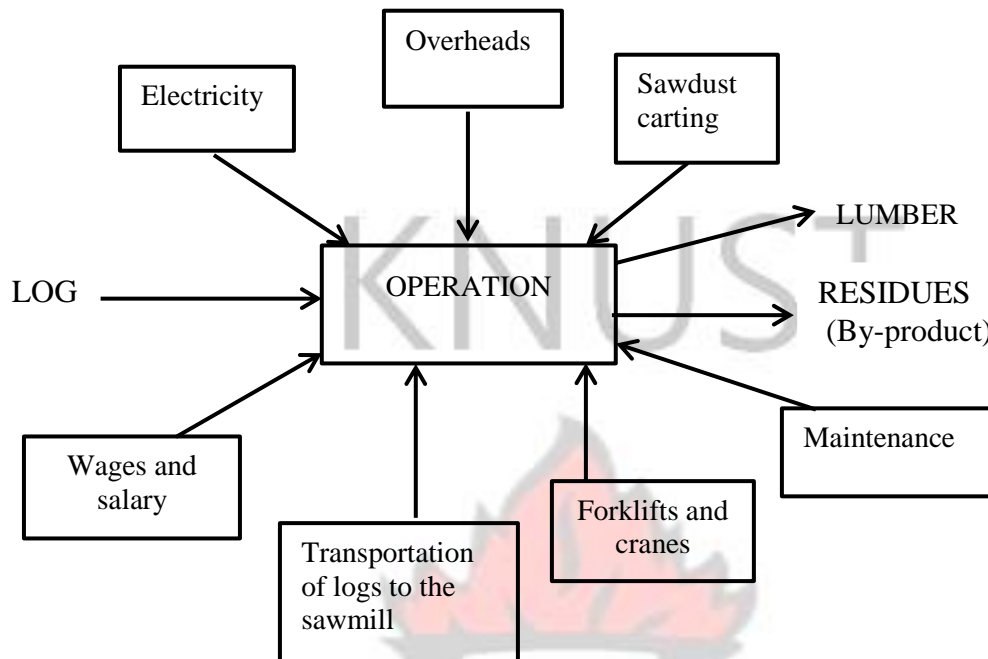 Overheads
Electricity
Sawdust
carting
KNUST
LUMBER
LOG
OPERATION
RESIDUES
(By-product)
Wages and
salary
Maintenance
Forklifts and
cranes
Transportation
of logs to the
sawmill